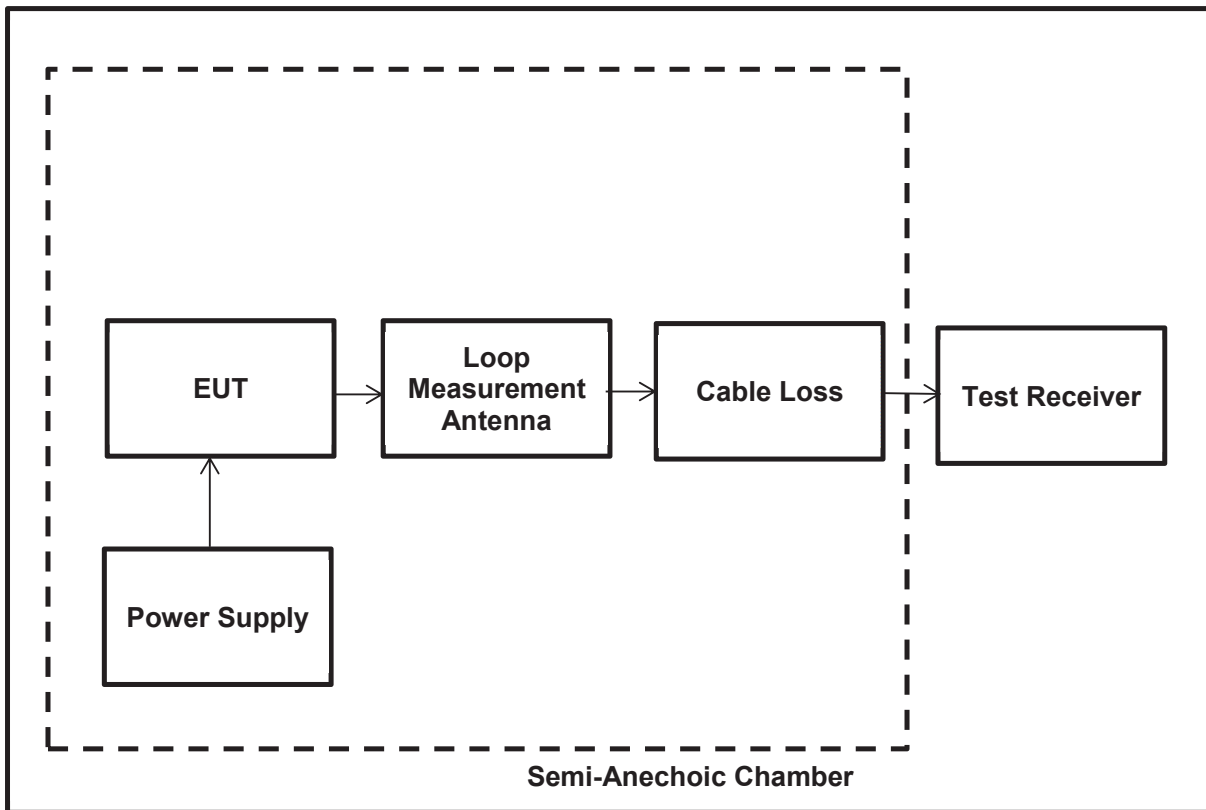 EUT
Loop
Measurement
Antenna
Cable Loss
Test Receiver
Power Supply
Semi-Anechoic Chamber